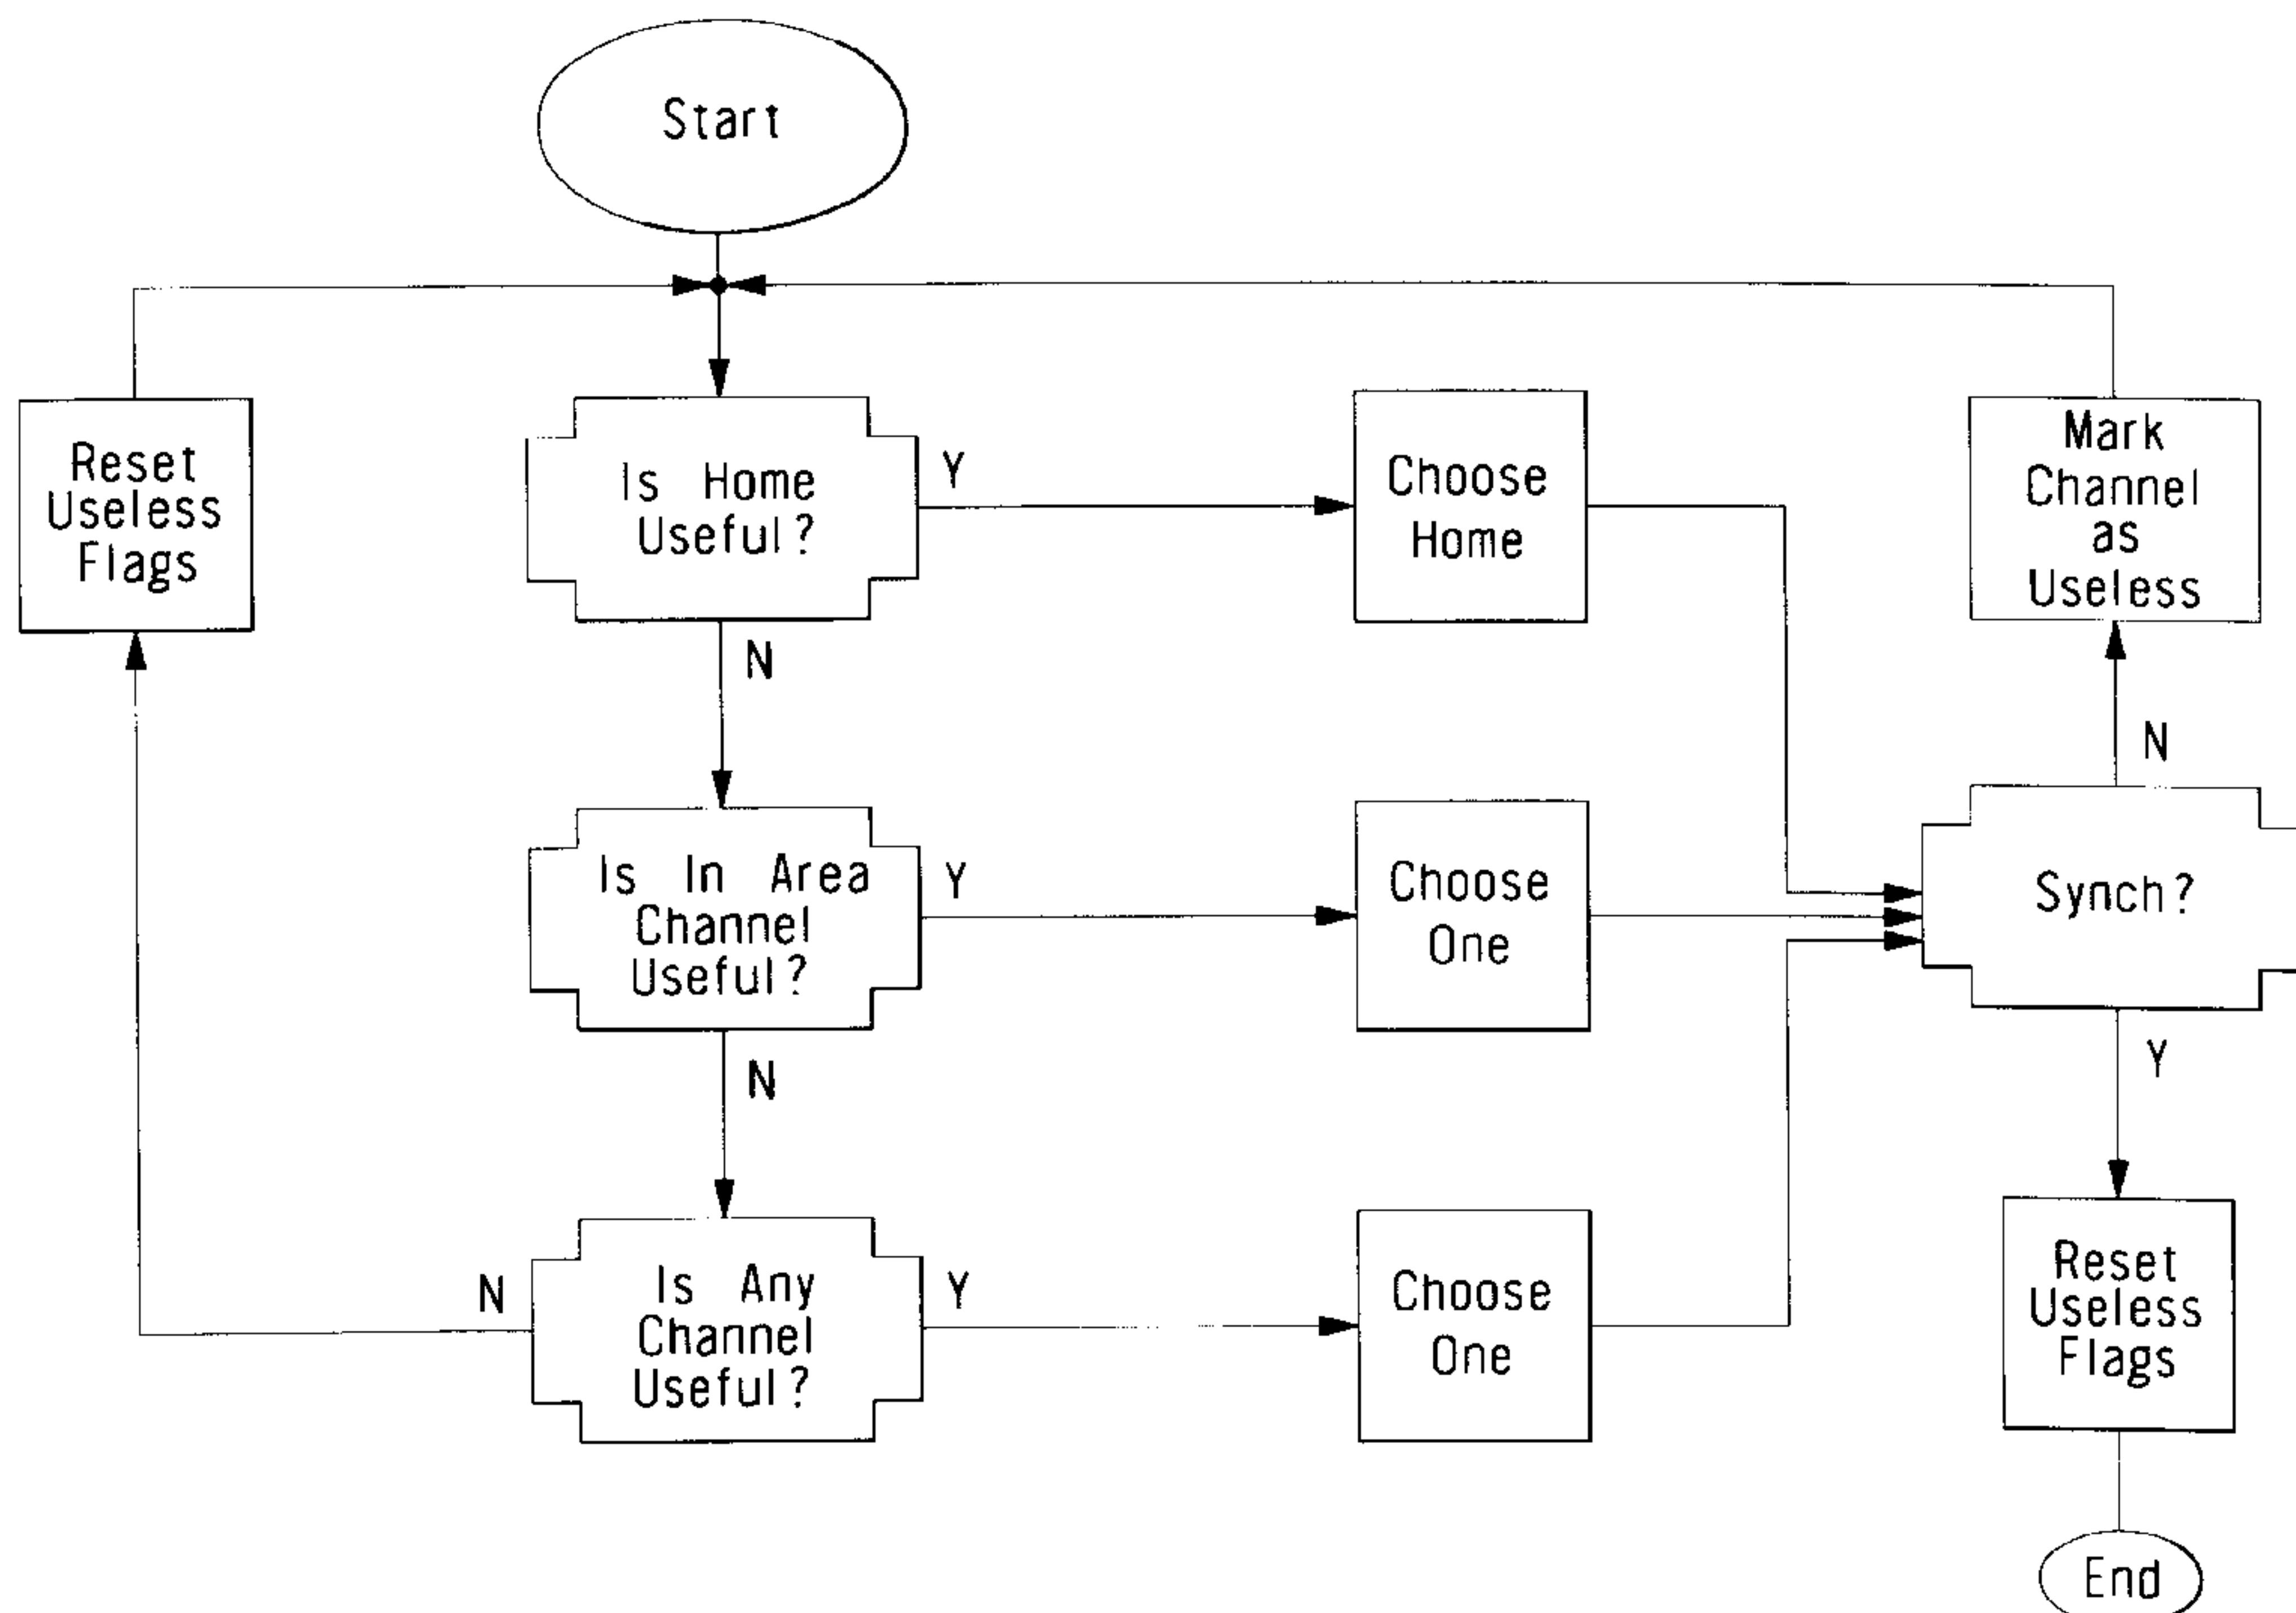 Start
Reset
Useless
Flags
Is Home
Useful?
Y
N
Choose
Home
Mark
Channel
as
Useless
N
Is In Area
Channel
Useful?
Y
N
Choose
One
Synch?
Y
Is Any
Channel
Useful?
N
Y
Choose
One
Reset
Useless
Flags
End